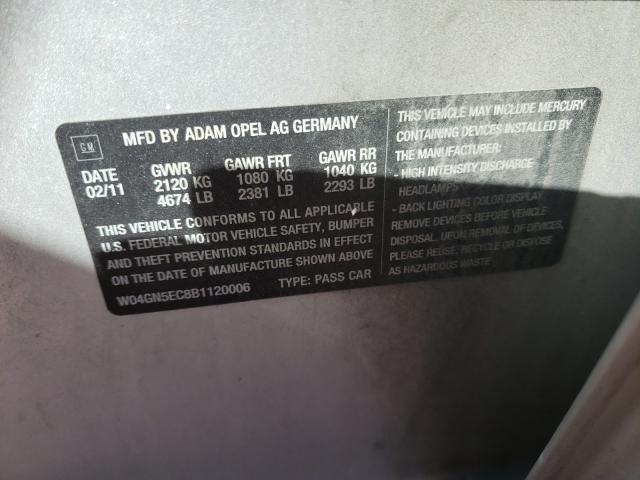 GM
MFD BY ADAM OPEL AG GERMANY
DATE GVWR GAWR FRT GAWR RR
02/11 2120 KG 1080 KG 1040 KG
4674 LB 2381 LB 2293 LB
THIS VEHICLE CONFORMS TO ALL APPLICABLE
U.S. FEDERAL MOTOR VEHICLE SAFETY, BUMPER
AND THEFT PREVENTION STANDARDS IN EFFECT
ON THE DATE OF MANUFACTURE SHOWN ABOVE
W04GN5EC8B1120006 TYPE: PASS CAR
THIS VEHICLE MAY INCLUDE MERCURY
CONTAINING DEVICES INSTALLED BY
THE MANUFACTURER:
- HIGH INTENSITY DISCHARGE
HEADLAMPS
- BACK LIGHTING COLOR DISPLAY
REMOVE DEVICES BEFORE VEHICLE
DISPOSAL. UPON REMOVAL OF DEVICES,
PLEASE REUSE, RECYCLE OR DISPOSE
AS HAZARDOUS WASTE